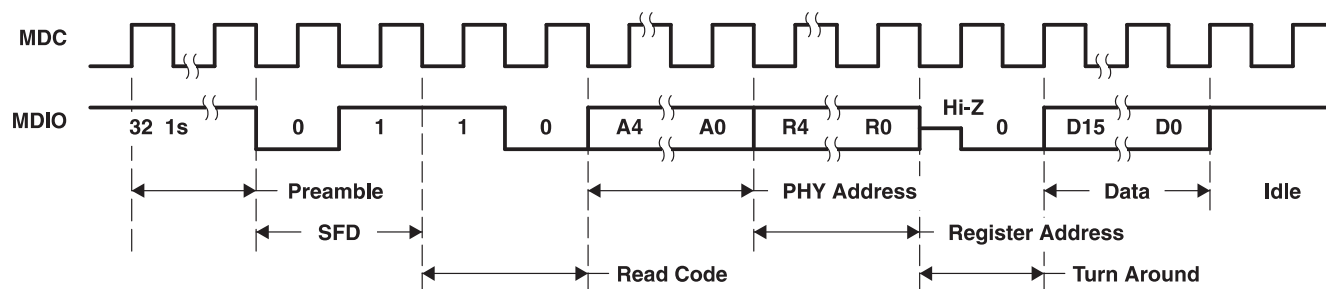 MDC
MDIO
32 1s 0 1 1 0 A4 A0 R4 R0 Hi-Z 0 D15 D0
Preamble PHY Address Data Idle
SFD Register Address
Read Code Turn Around